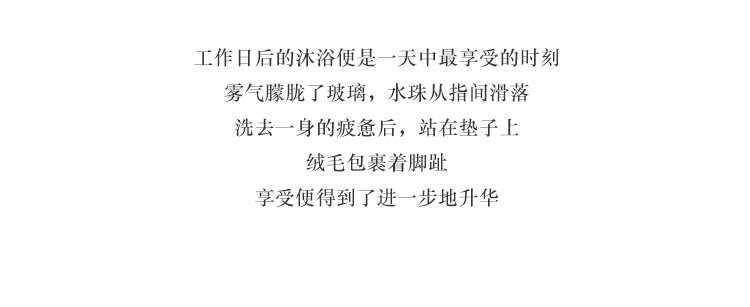 工作日后的沐浴便是一天中最享受的时刻
雾气朦胧了玻璃，水珠从指间滑落
洗去一身的疲惫后，站在垫子上
绒毛包裹着脚趾
享受便得到了进一步地升华